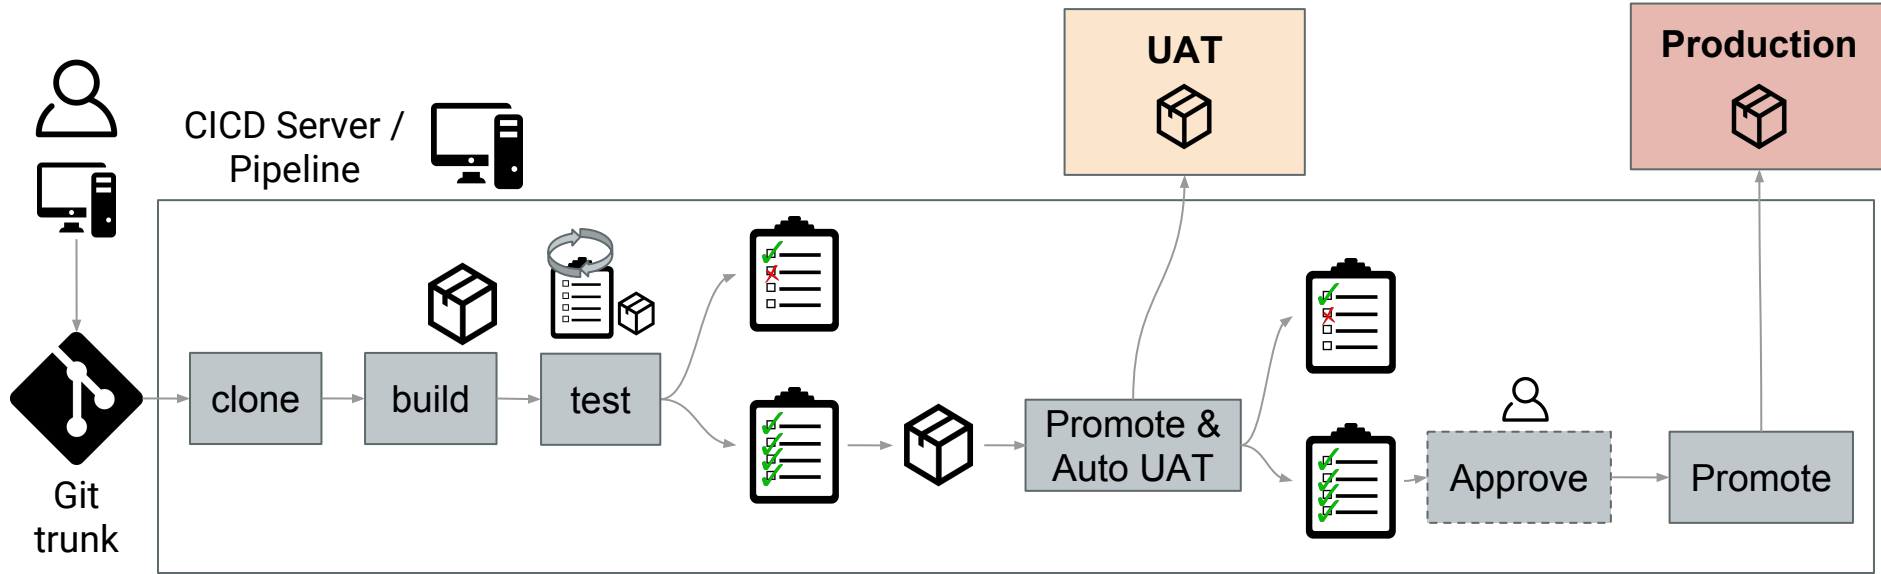 UAT
Production
CICD Server /
Pipeline
clone
build
test
Promote &
Auto UAT
Approve
Promote
Git
trunk